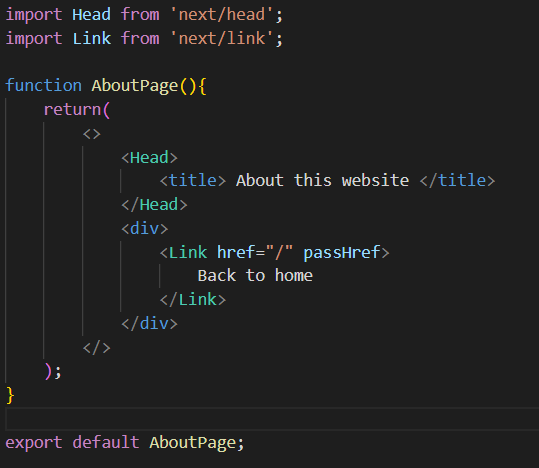 import Head from 'next/head';
import Link from 'next/link';
function AboutPage(){
return(
<>
<Head>
<title> About this website </title>
</Head>
<div>
<Link href="/" passHref>
Back to home
</Link>
</div>
</>
);
}
export default AboutPage;